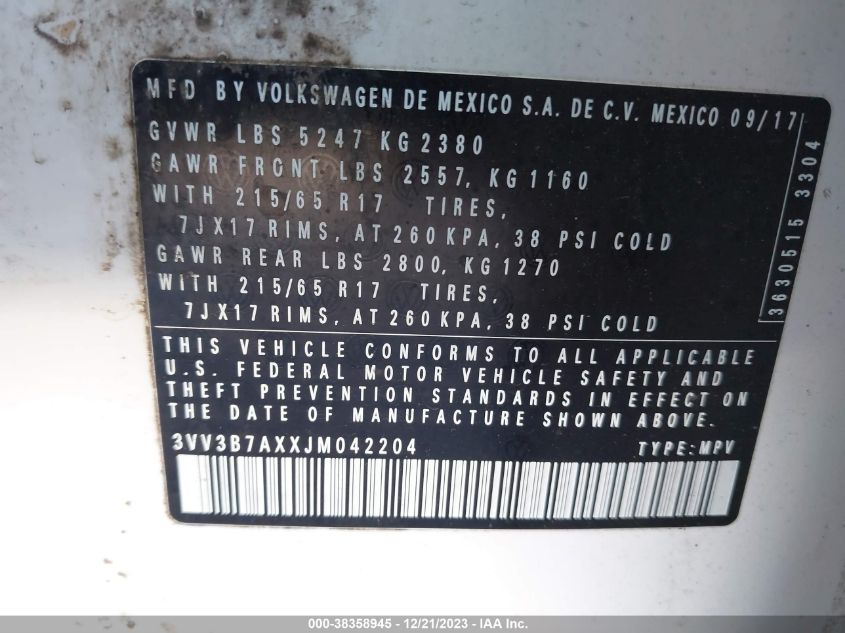 MFD BY VOLKSWAGEN DE MEXICO S.A. DE C.V. MEXICO 09/17
GVWR LBS 5247 KG 2380
GAWR FRONT LBS 2557, KG 1160
WITH 215/65 R17 TIRES,
7JX17 RIMS, AT 260 KPA, 38 PSI COLD
GAWR REAR LBS 2800, KG 1270
WITH 215/65 R17 TIRES,
7JX17 RIMS, AT 260 KPA, 38 PSI COLD
3630515 3304
THIS VEHICLE CONFORMS TO ALL APPLICABLE
U.S. FEDERAL MOTOR VEHICLE SAFETY AND
THEFT PREVENTION STANDARDS IN EFFECT ON
THE DATE OF MANUFACTURE SHOWN ABOVE.
3VV3B7AXXJM042204 TYPE: MPV
000-38358945 - 12/21/2023 - IAA Inc.